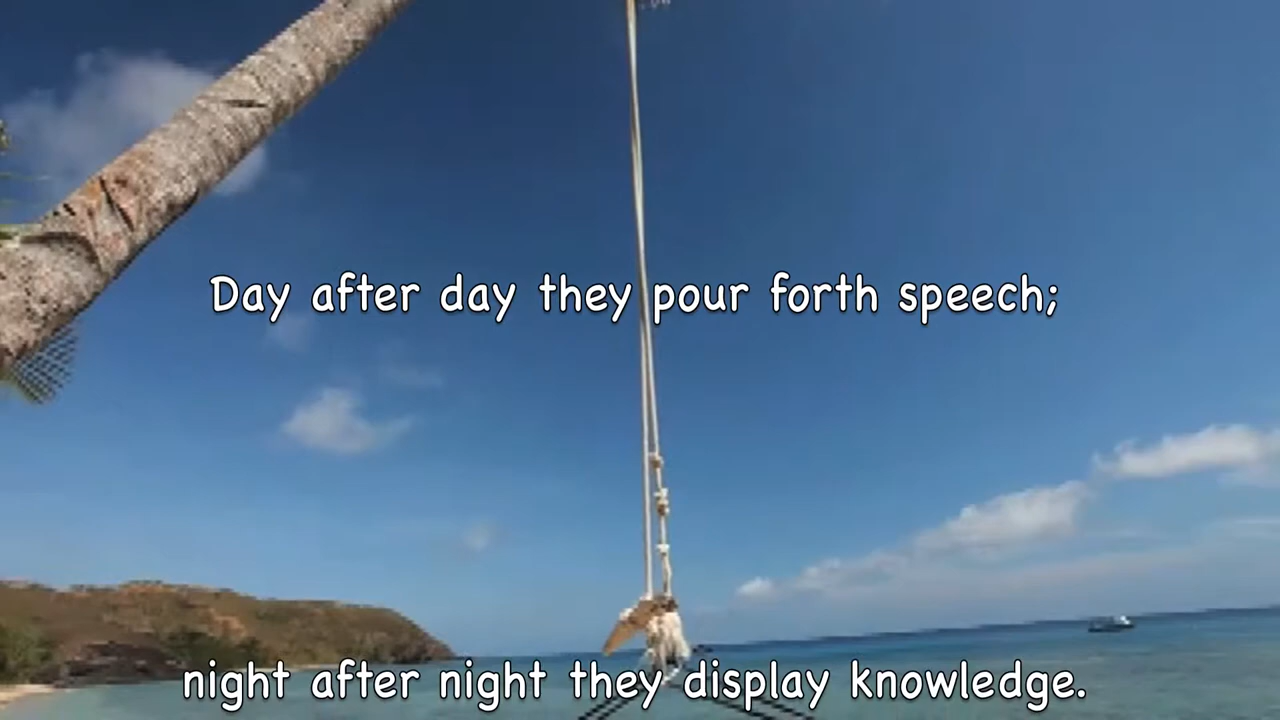 Day after day they pour forth speech;
night after night they display knowledge.